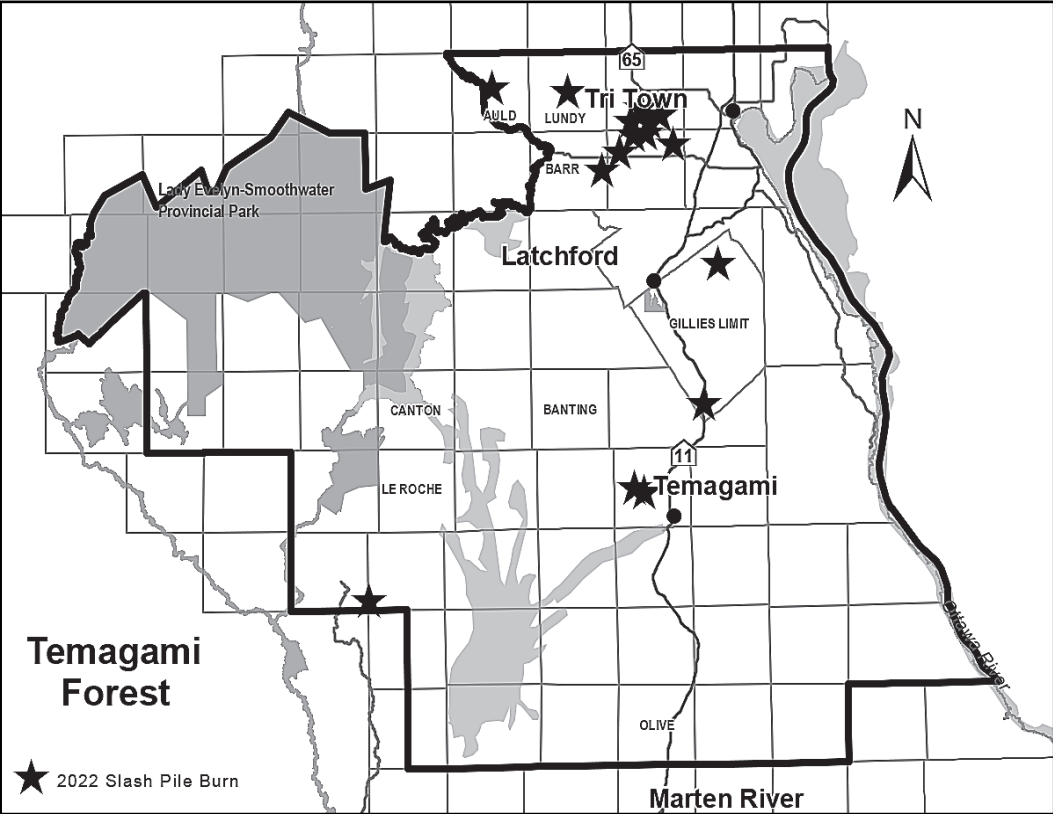 65
Tri Town
AULD
LUNDY
N
BARR
Lady Evelyn-Smoothwater
Provincial Park
Latchford
GILLIES LIMIT
CANTON
BANTING
11
LE ROCHE
Temagami
Ottawa River
Temagami
Forest
OLIVE
2022 Slash Pile Burn
Marten River